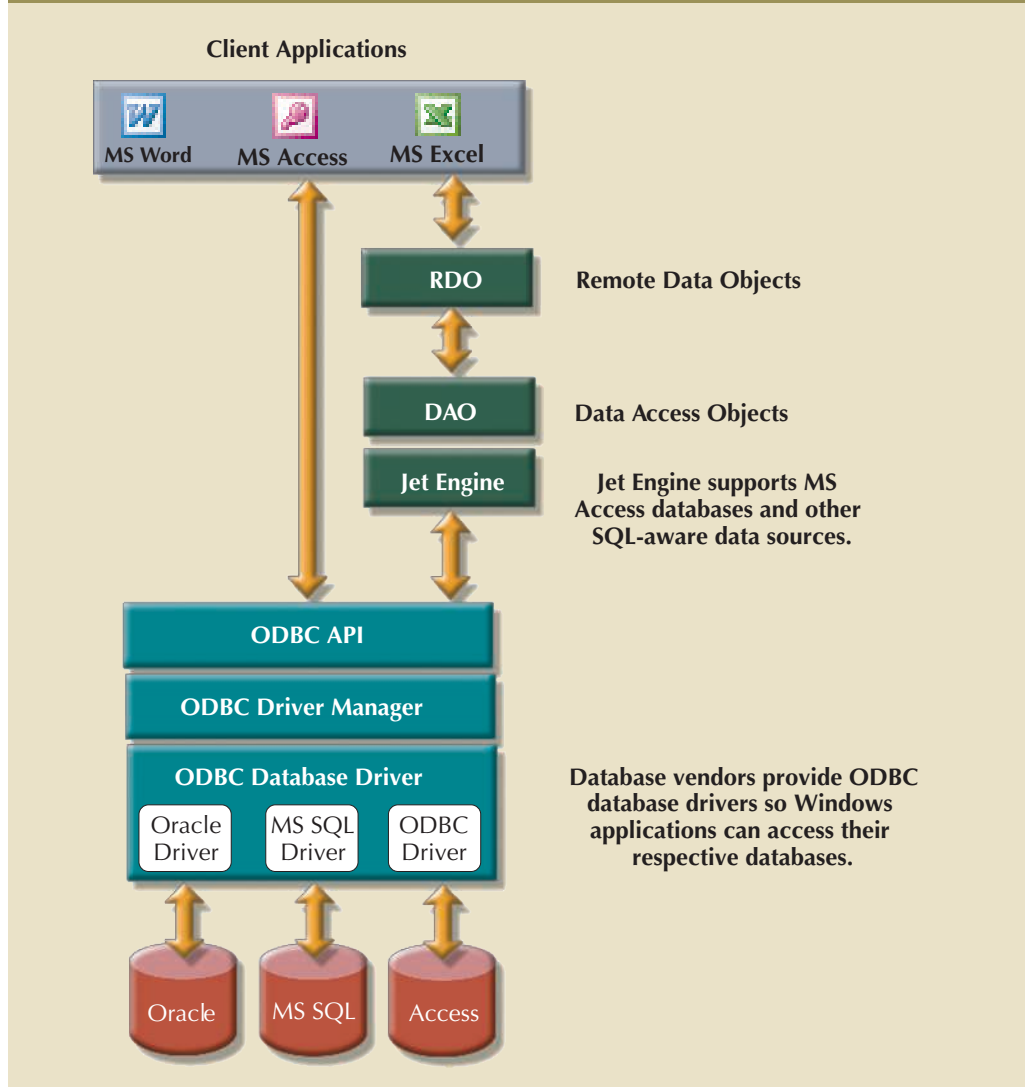 Client Applications
MS Word
MS Access
MS Excel
RDO
Remote Data Objects
DAO
Data Access Objects
Jet Engine
Jet Engine supports MS
Access databases and other
SQL-aware data sources.
ODBC API
ODBC Driver Manager
ODBC Database Driver
Oracle
Driver
MS SQL
Driver
ODBC
Driver
Database vendors provide ODBC
database drivers so Windows
applications can access their
respective databases.
Oracle
MS SQL
Access